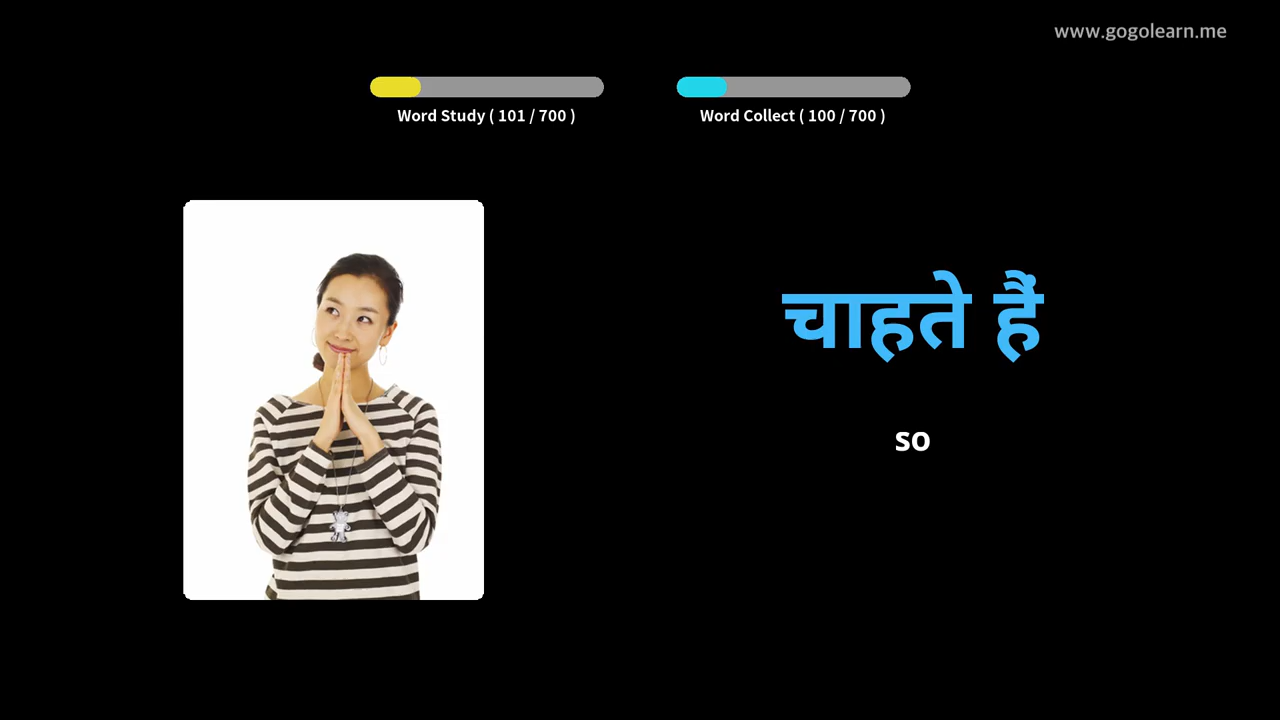 www.gogolearn.me
Word Study ( 101 / 700 )
Word Collect ( 100 / 700 )
चाहते हैं
so